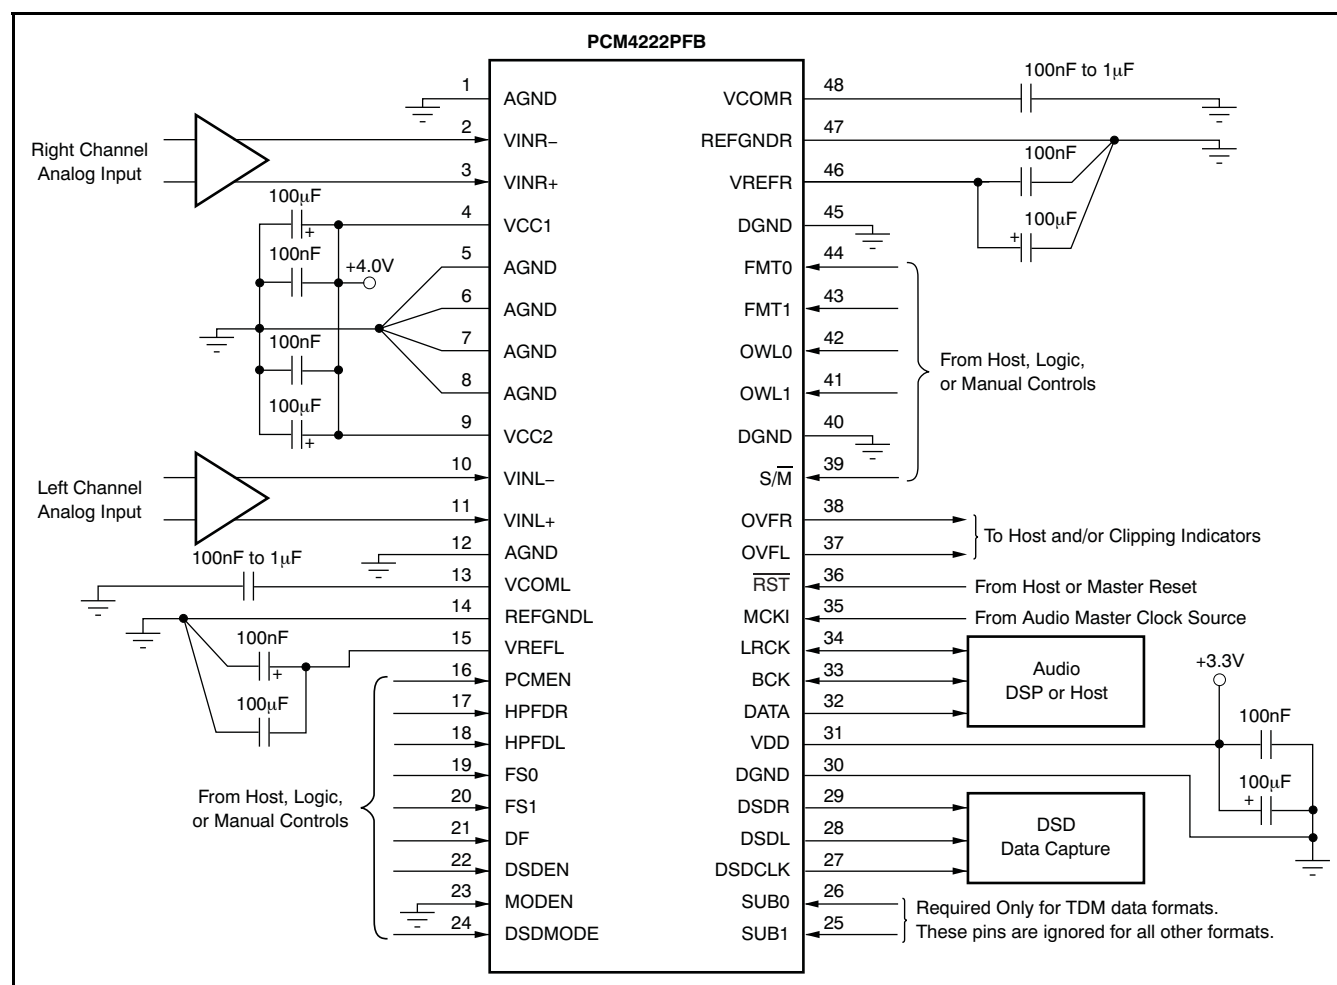 PCM4222PFB
1 AGND
2 VINR−
3 VINR+
4 VCC1
5 AGND
6 AGND
7 AGND
8 AGND
9 VCC2
10 VINL−
11 VINL+
12 AGND
13 VCOML
14 REFGNDL
15 VREFL
16 PCMEN
17 HPFDR
18 HPFDL
19 FS0
20 FS1
21 DF
22 DSDEN
23 MODEN
24 DSDMODE
Right Channel
Analog Input
100µF
+
100nF
+4.0V
100nF
100µF
+
Left Channel
Analog Input
100nF to 1µF
100nF
+
100µF
From Host, Logic,
or Manual Controls
VCOMR 48
REFGNDR 47
VREFR 46
DGND 45
FMT0 44
FMT1 43
OWL0 42
OWL1 41
DGND 40
S/M̅ 39
OVFR 38
OVFL 37
R̅S̅T̅ 36
MCKI 35
LRCK 34
BCK 33
DATA 32
VDD 31
DGND 30
DSDR 29
DSDL 28
DSDCLK 27
SUB0 26
SUB1 25
100nF to 1µF
100nF
100µF
+
From Host, Logic,
or Manual Controls
To Host and/or Clipping Indicators
From Host or Master Reset
From Audio Master Clock Source
Audio
DSP or Host
+3.3V
100nF
100µF
+
DSD
Data Capture
Required Only for TDM data formats.
These pins are ignored for all other formats.